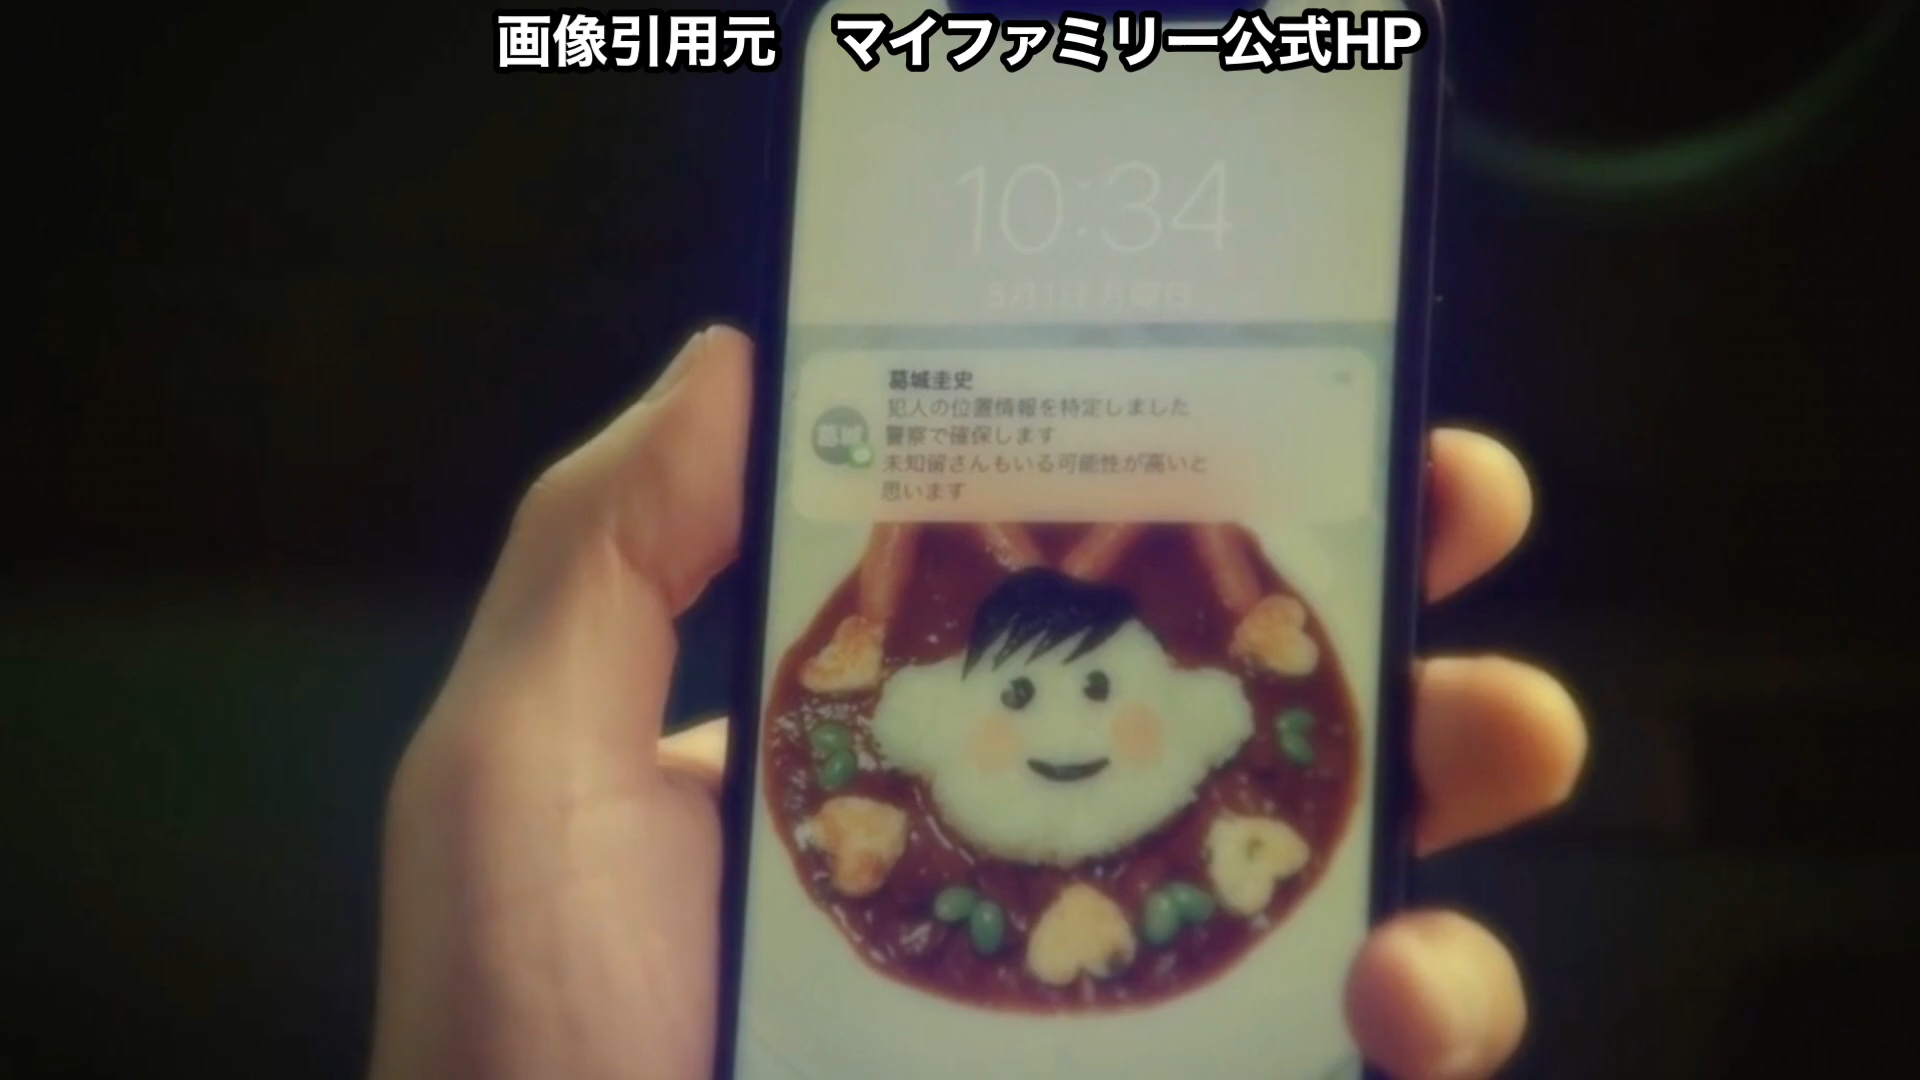 画像引用元　マイファミリー公式HP
10:34
葛城圭史
犯人の位置情報を特定しました
警察で確保します
未知留さんもいる可能性が高いと
思います
葛城